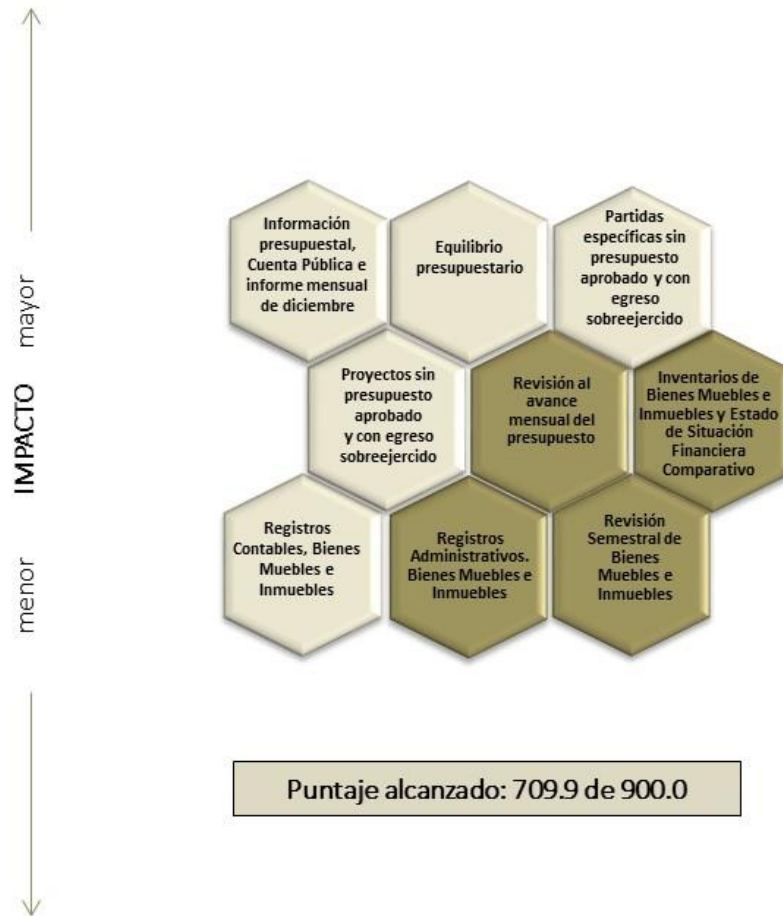 mayor
IMPACTO
menor
Información
presupuestal,
Cuenta Pública e
informe mensual
de diciembre
Equilibrio
presupuestario
Partidas
específicas sin
presupuesto
aprobado y con
egreso
sobreejercido
Proyectos sin
presupuesto
aprobado
y con egreso
sobreejercido
Revisión al
avance
mensual del
presupuesto
Inventarios de
Bienes Muebles e
Inmuebles y Estado
de Situación
Financiera
Comparativo
Registros
Contables, Bienes
Muebles e
Inmuebles
Registros
Administrativos.
Bienes Muebles e
Inmuebles
Revisión
Semestral de
Bienes
Muebles e
Inmuebles
Puntaje alcanzado: 709.9 de 900.0